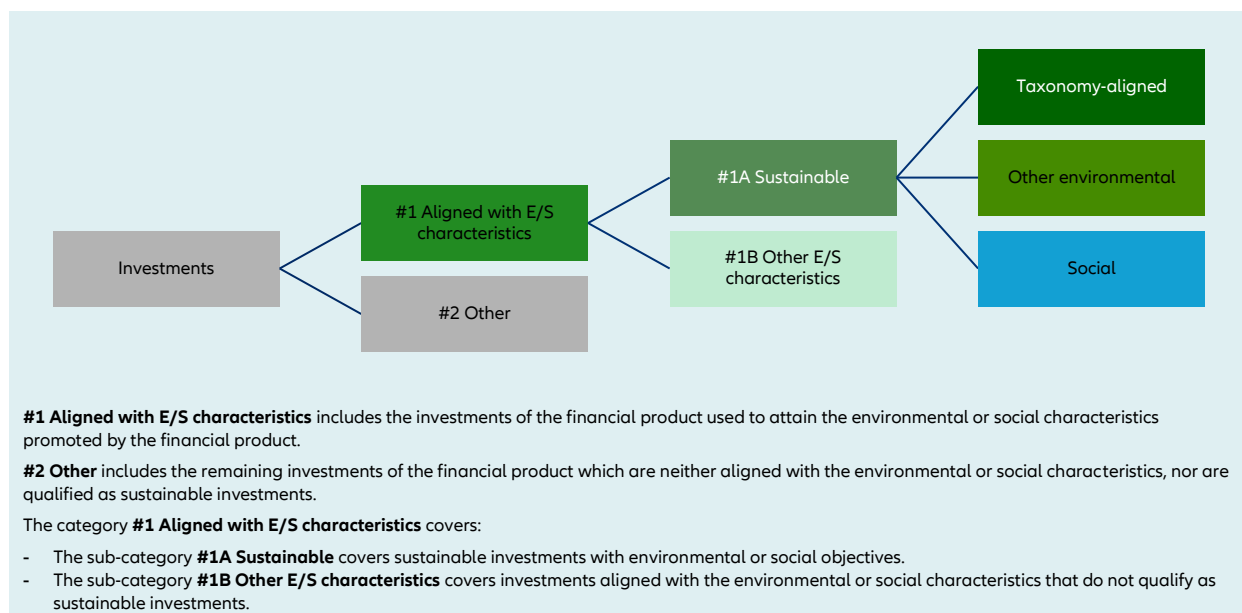 Taxonomy-aligned
#1A Sustainable
Other environmental
#1 Aligned with E/S
characteristics
Investments
#1B Other E/S
characteristics
Social
#2 Other
#1 Aligned with E/S characteristics includes the investments of the financial product used to attain the environmental or social characteristics
promoted by the financial product.
#2 Other includes the remaining investments of the financial product which are neither aligned with the environmental or social characteristics, nor are
qualified as sustainable investments.
The category #1 Aligned with E/S characteristics covers:
- The sub-category #1A Sustainable covers sustainable investments with environmental or social objectives.
- The sub-category #1B Other E/S characteristics covers investments aligned with the environmental or social characteristics that do not qualify as
sustainable investments.